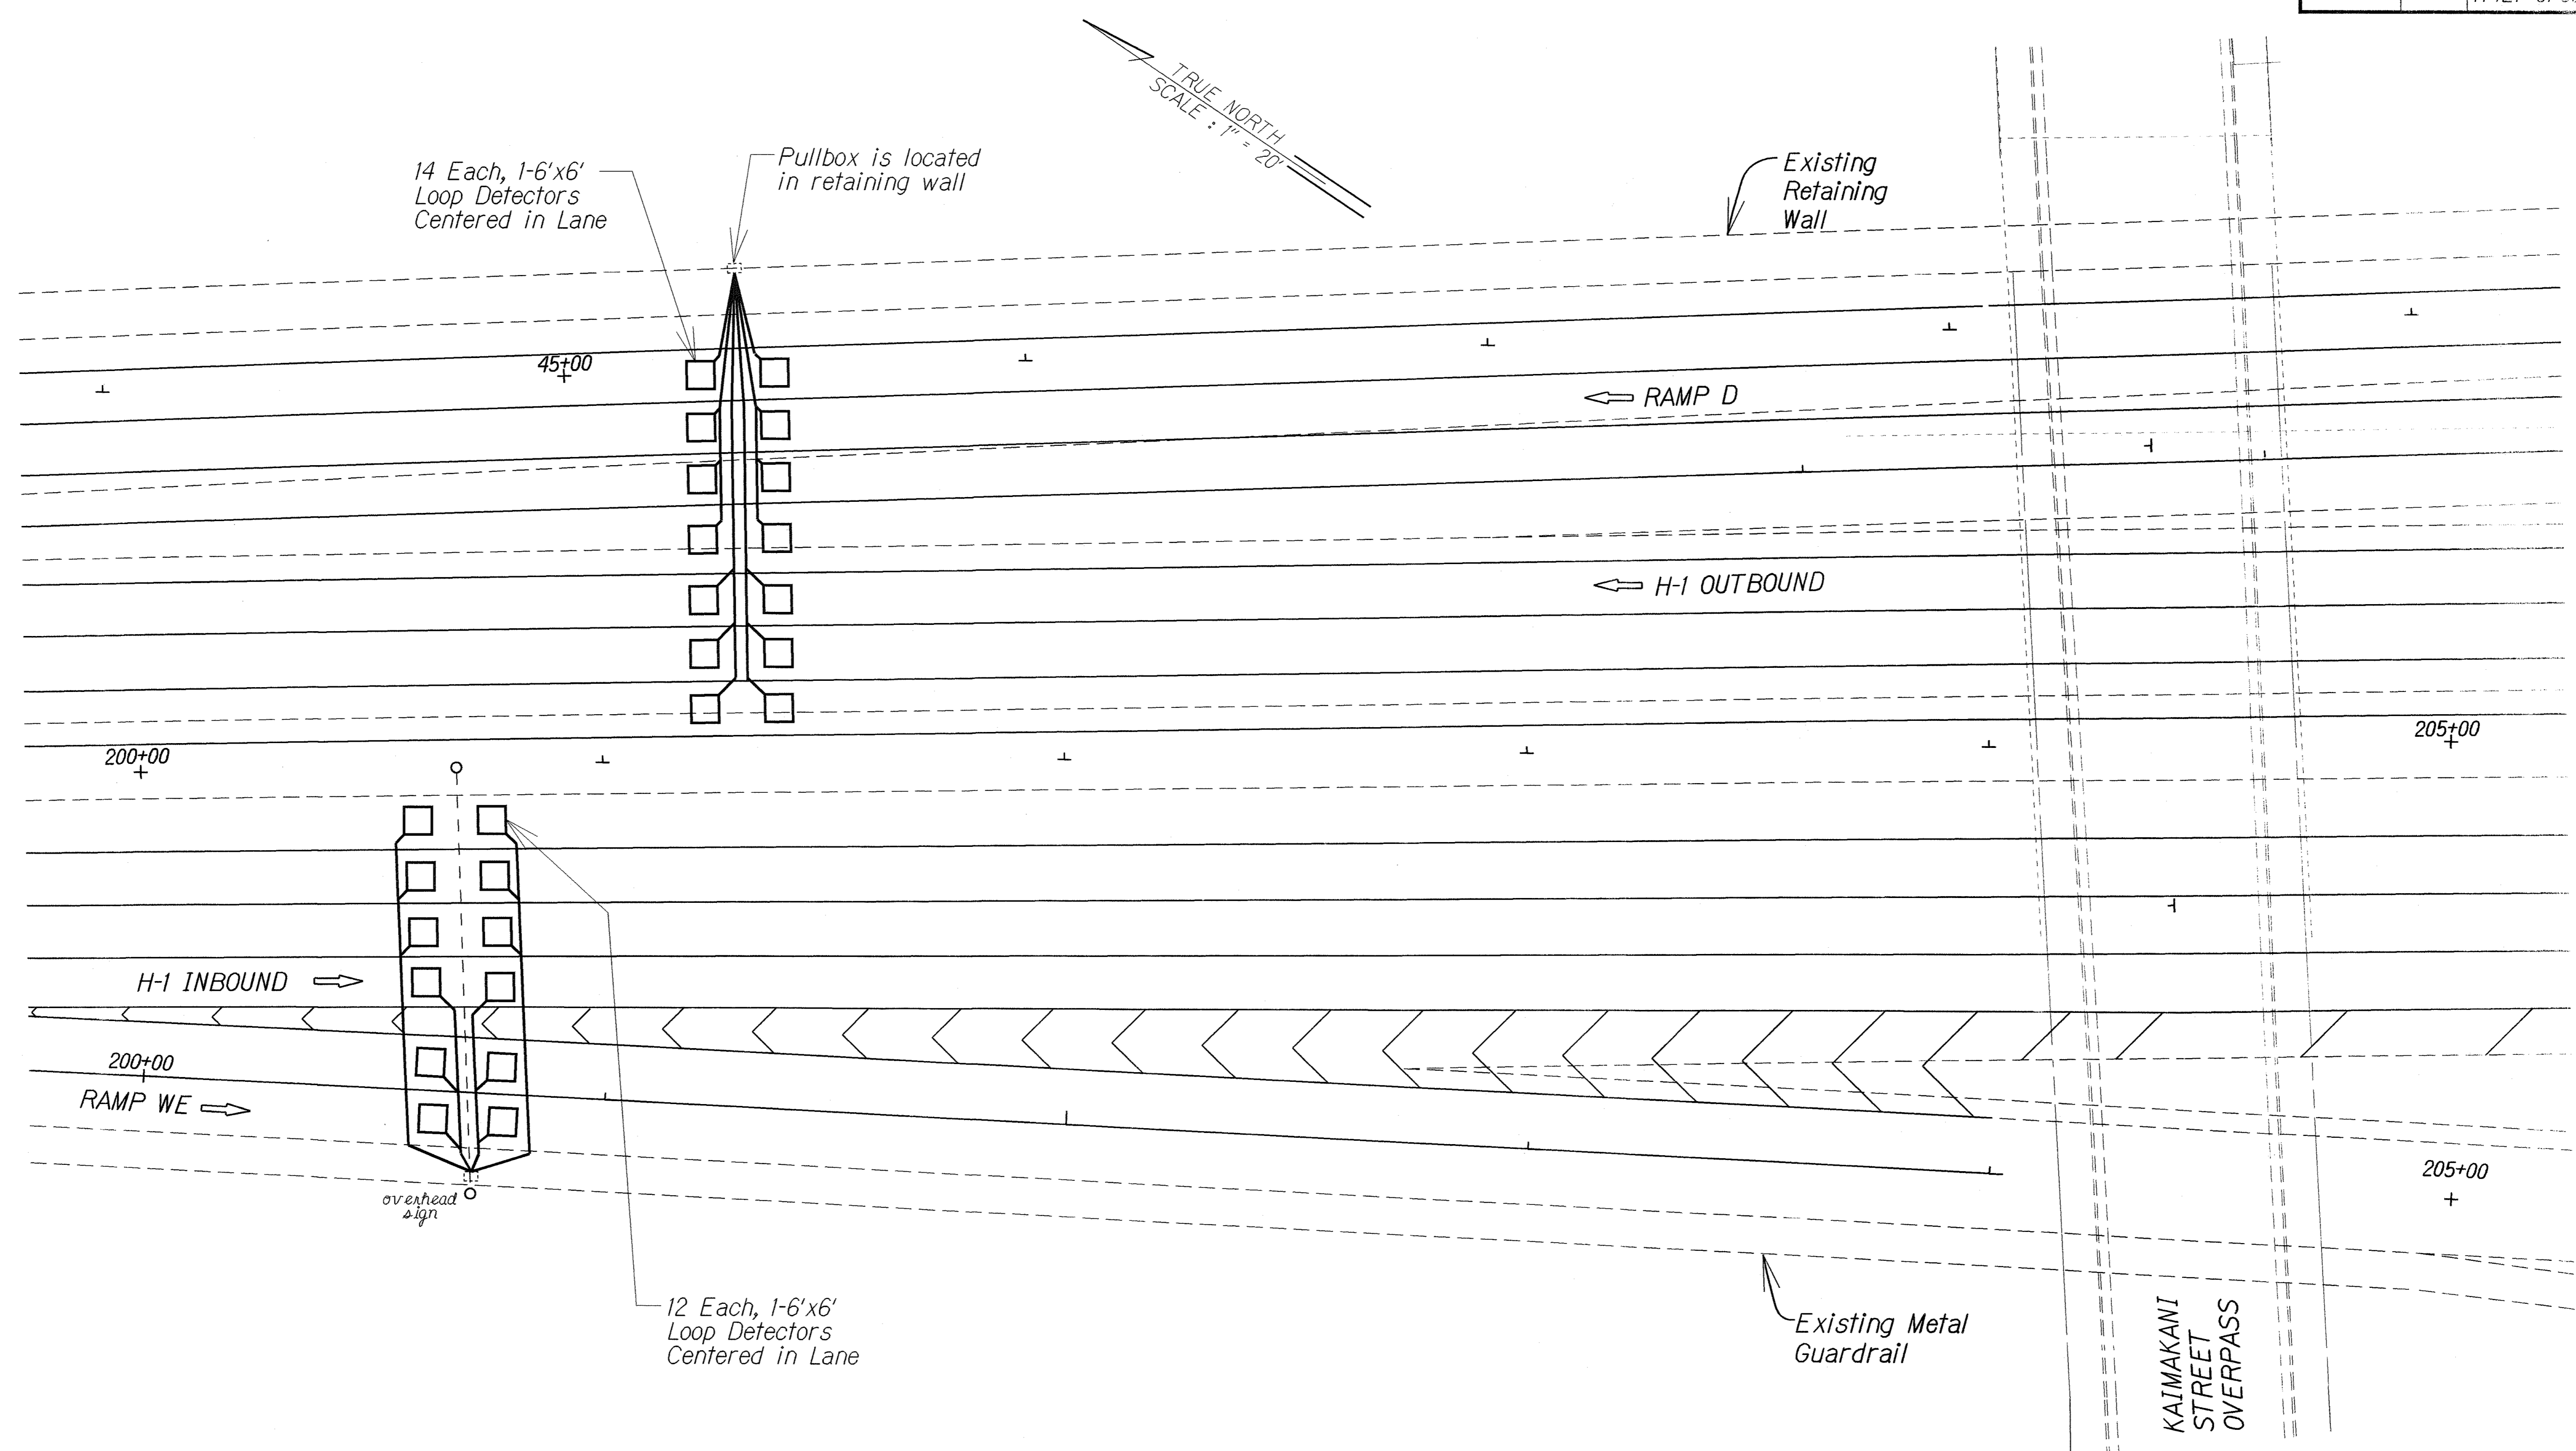 TRUE NORTH
SCALE : 1" = 20'
14 Each, 1-6'x6'
Loop Detectors
Centered in Lane
Pullbox is located
in retaining wall
Existing
Retaining
Wall
45+00
RAMP D
H-1 OUTBOUND
200+00
205+00
H-1 INBOUND
200+00
RAMP WE
205+00
overhead
sign
12 Each, 1-6'x6'
Loop Detectors
Centered in Lane
Existing Metal
Guardrail
KAIMAKANI
STREET
OVERPASS